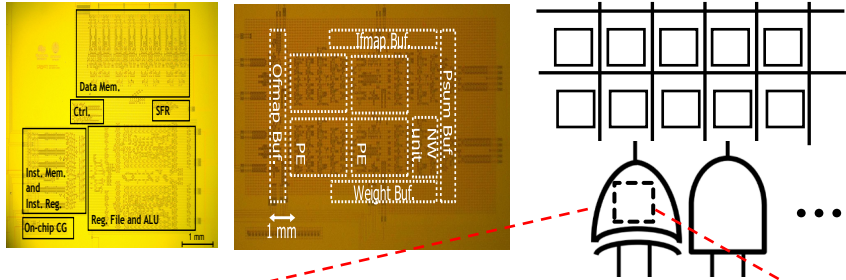 Data Mem.
Ctrl.
SFR
Inst. Mem.
and
Inst. Reg.
Reg. File and ALU
On-chip CG
1 mm
Ifmap Buf.
Ofmap Buf.
Psum Buf.
PE
PE
NW
unit
Weight Buf.
1 mm